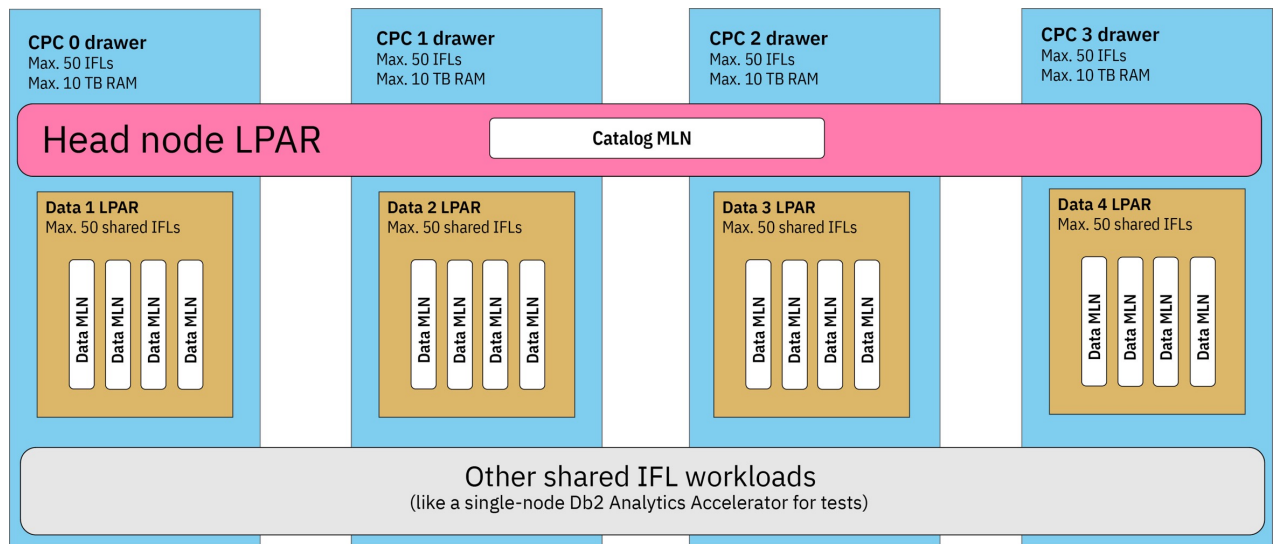 CPC 0 drawer
Max. 50 IFLs
Max. 10 TB RAM
CPC 1 drawer
Max. 50 IFLs
Max. 10 TB RAM
CPC 2 drawer
Max. 50 IFLs
Max. 10 TB RAM
CPC 3 drawer
Max. 50 IFLs
Max. 10 TB RAM
Head node LPAR
Catalog MLN
Data 1 LPAR
Max. 50 shared IFLs
Data MLN
Data MLN
Data MLN
Data MLN
Data 2 LPAR
Max. 50 shared IFLs
Data MLN
Data MLN
Data MLN
Data MLN
Data 3 LPAR
Max. 50 shared IFLs
Data MLN
Data MLN
Data MLN
Data MLN
Data 4 LPAR
Max. 50 shared IFLs
Data MLN
Data MLN
Data MLN
Data MLN
Other shared IFL workloads
(like a single-node Db2 Analytics Accelerator for tests)